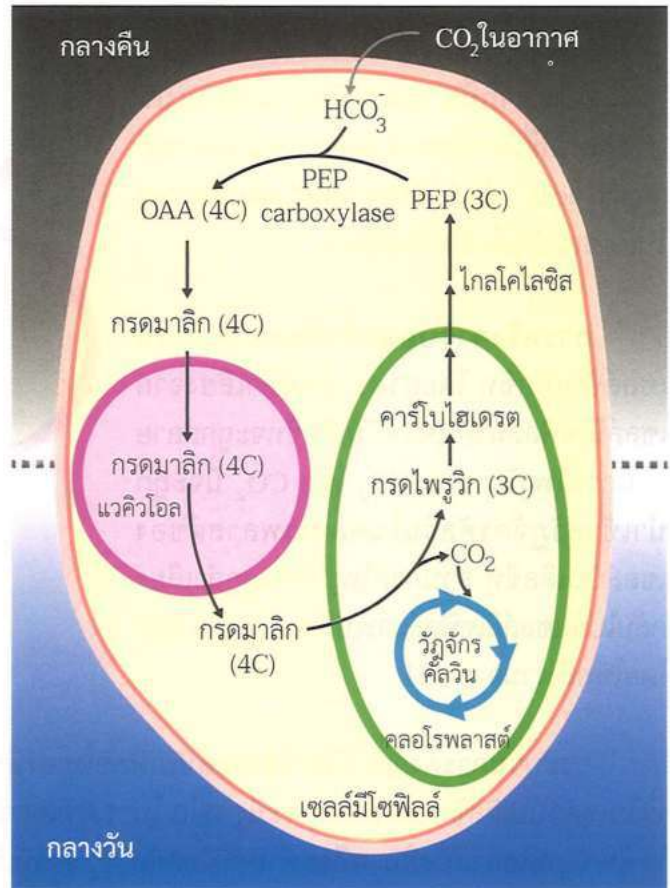 กลางคืน
CO₂ในอากาศ
HCO₃⁻
PEP
carboxylase
OAA (4C)
PEP (3C)
ไกลโคไลซิส
กรดมาลิก (4C)
คาร์โบไฮเดรต
กรดมาลิก (4C)
แวคิวโอล
กรดไพรูวิก (3C)
CO₂
กรดมาลิก
(4C)
วัฏจักร
คัลวิน
คลอโรพลาสต์
เซลล์มีโซฟิลล์
กลางวัน